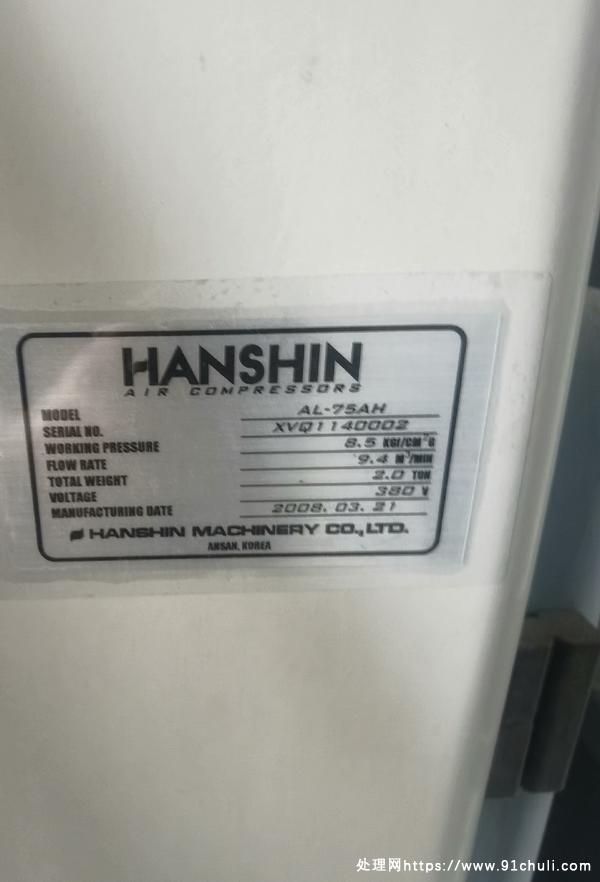 HANSHIN
AIR COMPRESSORS
MODEL AL-75AH
SERIAL NO. XVQ1140002
WORKING PRESSURE 8.5 KGf/CM²G
FLOW RATE 9.4 M³/MIN
TOTAL WEIGHT 2.0 TON
VOLTAGE 380 V
MANUFACTURING DATE 2008. 03. 21
HANSHIN MACHINERY CO., LTD.
ANSAN, KOREA
处理网https://www.91chuli.com